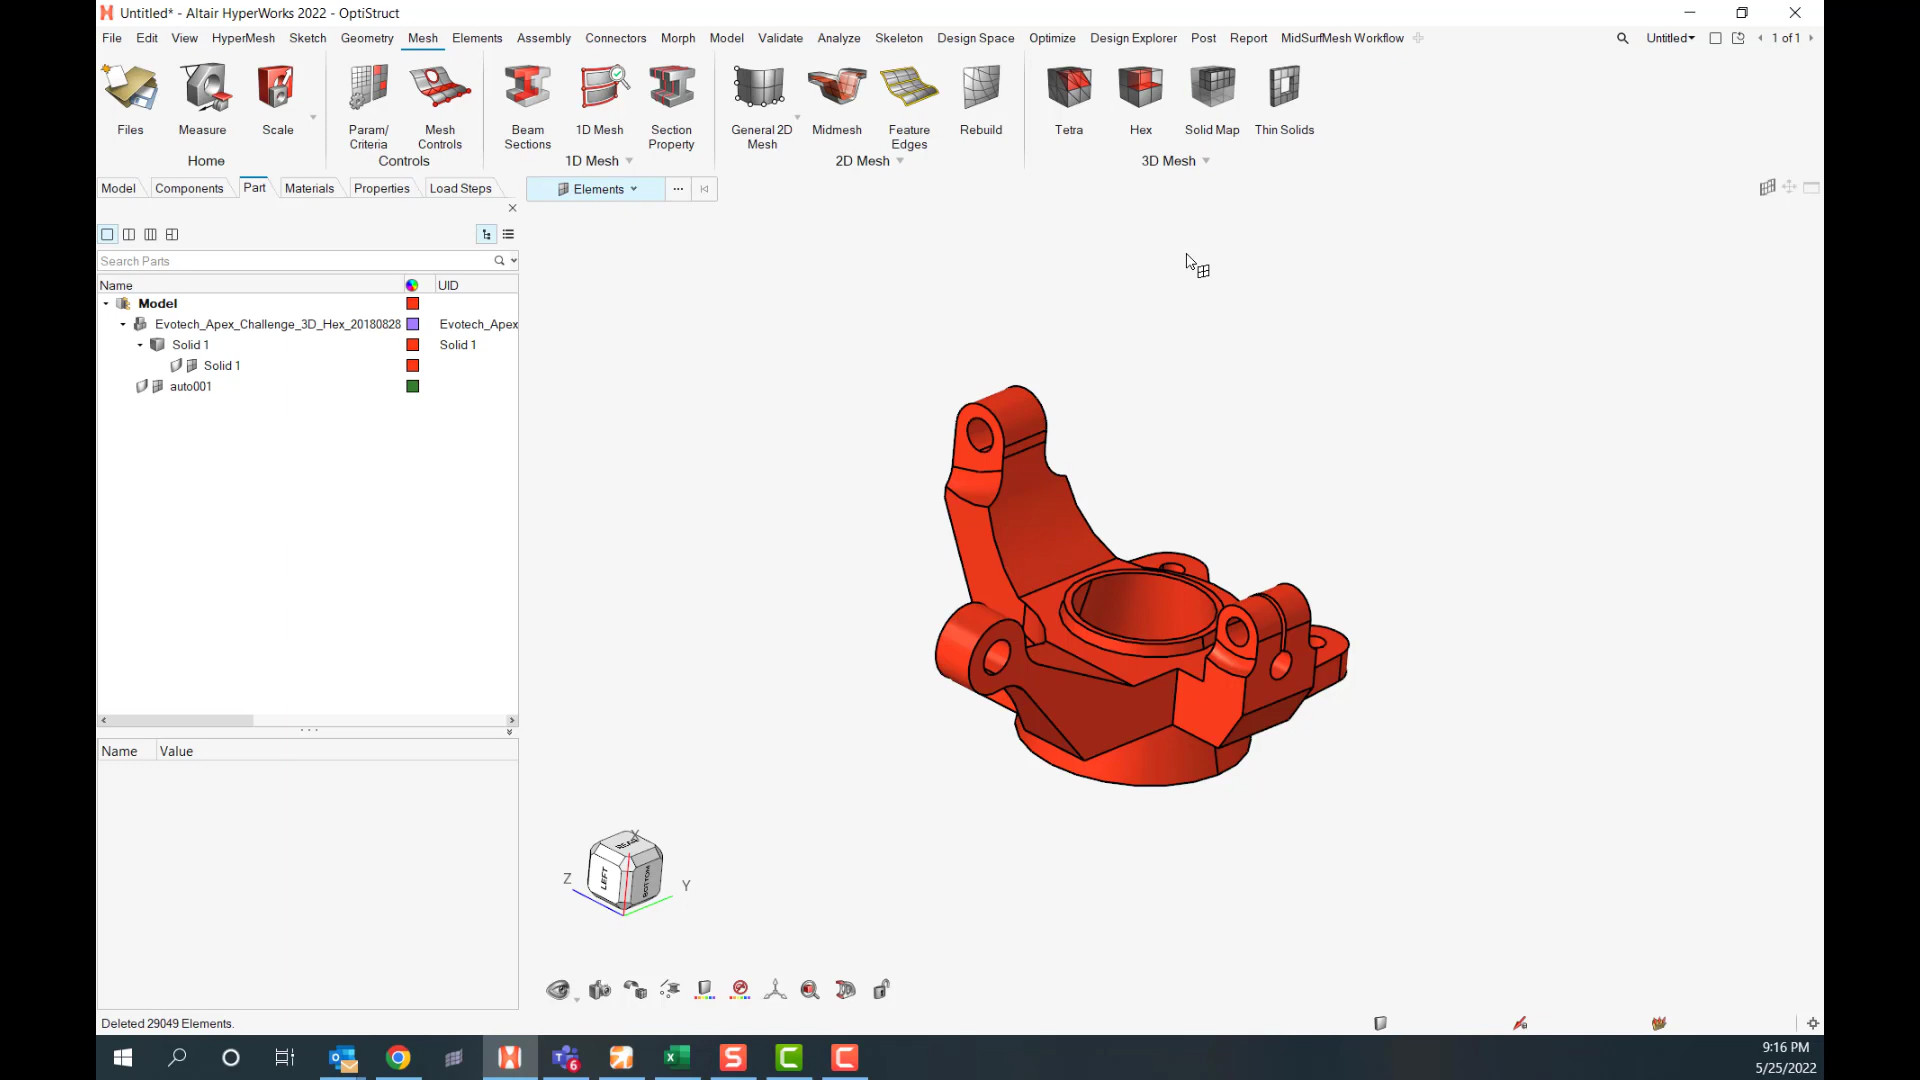 Untitled* - Altair HyperWorks 2022 - OptiStruct
File Edit View HyperMesh Sketch Geometry Mesh Elements Assembly Connectors Morph Model Validate Analyze Skeleton Design Space Optimize Design Explorer Post Report MidSurfMesh Workflow Untitled 1 of 1
Files Measure Scale Param/ Criteria Mesh Controls Beam Sections 1D Mesh Section Property General 2D Mesh Midmesh Feature Edges Rebuild Tetra Hex Solid Map Thin Solids
Home Controls 1D Mesh 2D Mesh 3D Mesh
Model Components Part Materials Properties Load Steps Elements
Search Parts
Name UID
Model
Evotech_Apex_Challenge_3D_Hex_20180828 Evotech_Apex
Solid 1 Solid 1
Solid 1
auto001
Name Value
X
REAR
LEFT
BOTTOM
Z Y
Deleted 29049 Elements.
6
9:16 PM
5/25/2022